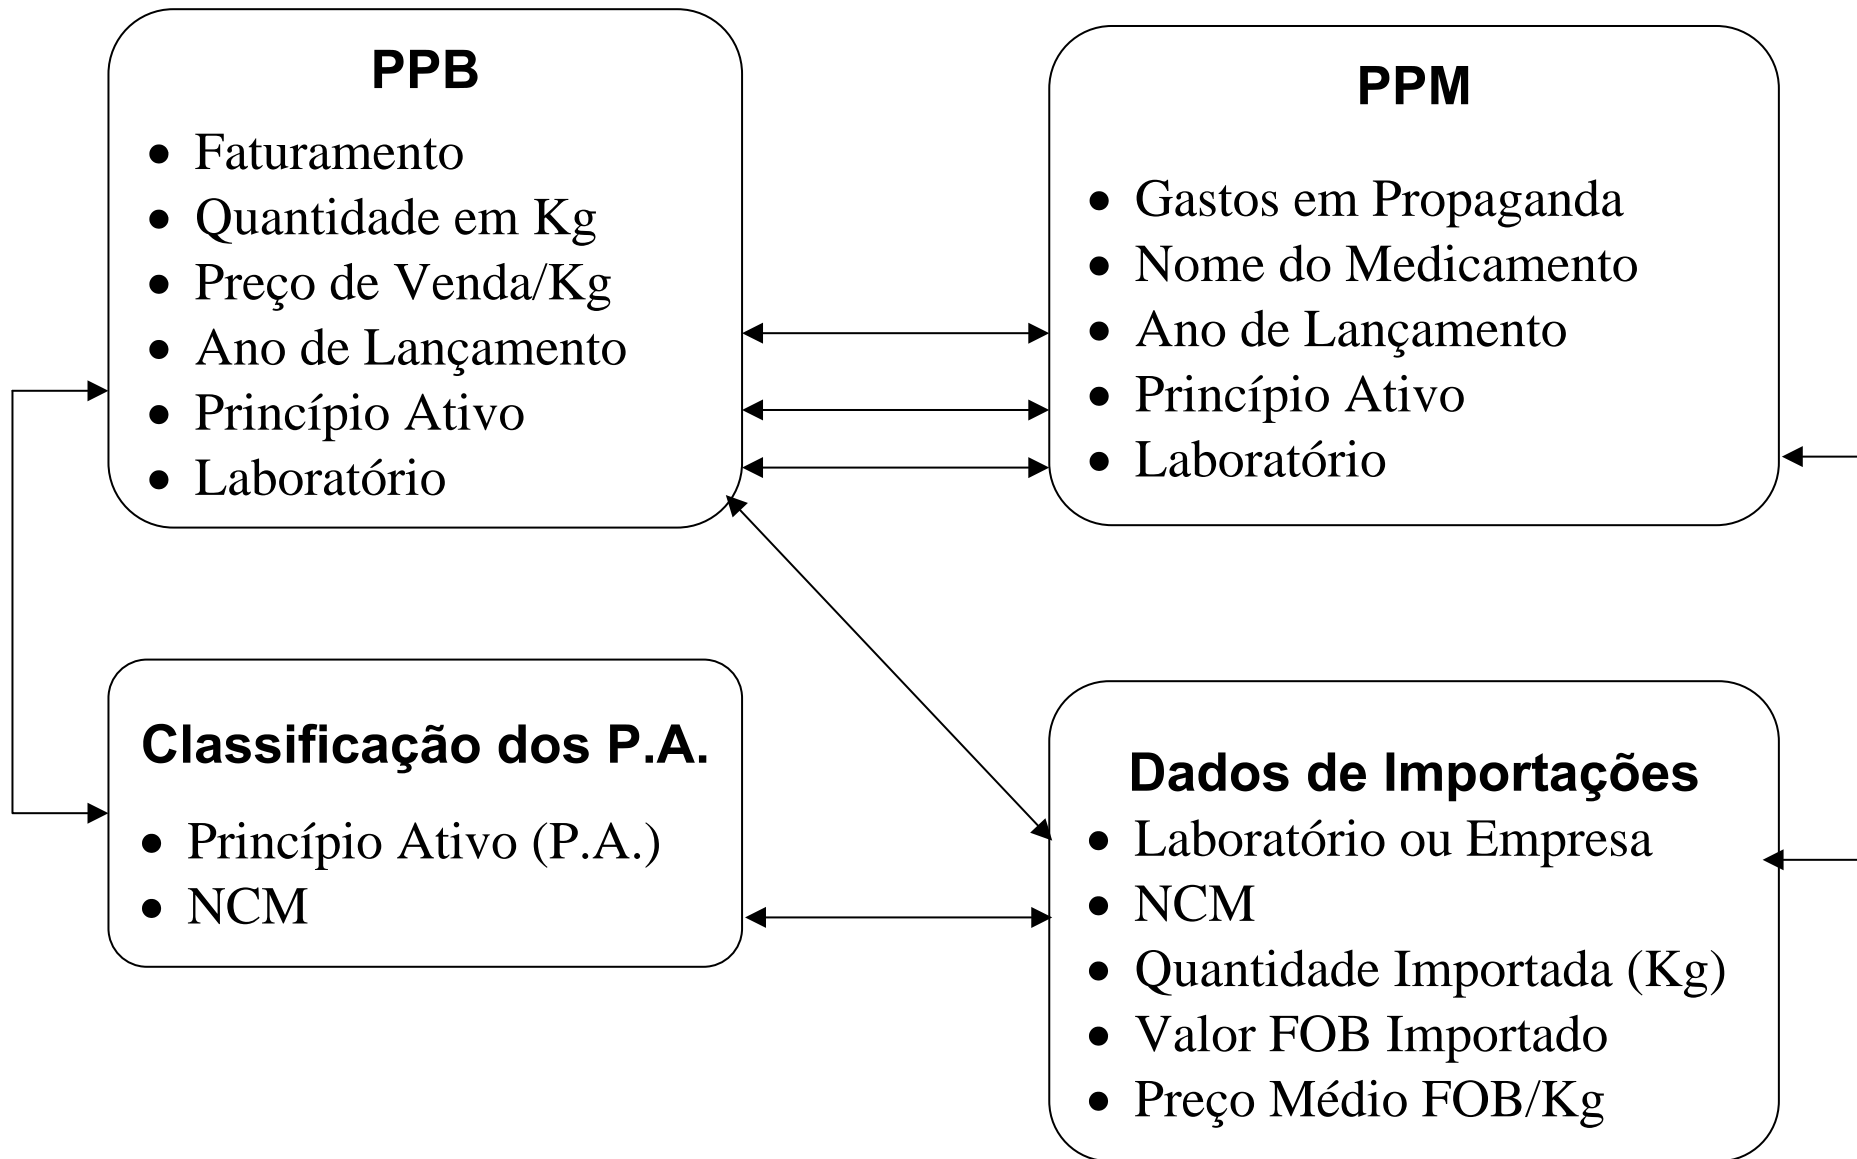 PPB
• Faturamento
• Quantidade em Kg
• Preço de Venda/Kg
• Ano de Lançamento
• Princípio Ativo
• Laboratório
PPM
• Gastos em Propaganda
• Nome do Medicamento
• Ano de Lançamento
• Princípio Ativo
• Laboratório
Classificação dos P.A.
• Princípio Ativo (P.A.)
• NCM
Dados de Importações
• Laboratório ou Empresa
• NCM
• Quantidade Importada (Kg)
• Valor FOB Importado
• Preço Médio FOB/Kg